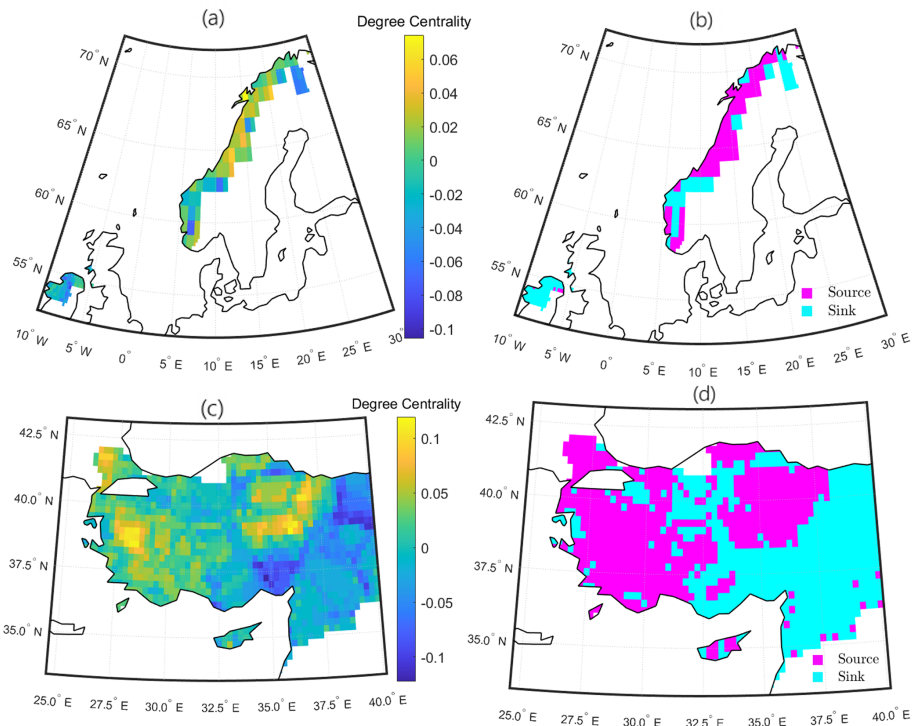 (a)
Degree Centrality
70° N
65° N
60° N
55° N
10° W
5° W
0°
5° E
10° E
15° E
20° E
25° E
30°
0.06
0.04
0.02
0
-0.02
-0.04
-0.06
-0.08
-0.1
(b)
70° N
65° N
60° N
55° N
10° W
5° W
0°
5° E
10° E
15° E
20° E
25° E
30° E
Source
Sink
(c)
Degree Centrality
42.5° N
40.0° N
37.5° N
35.0° N
25.0° E
27.5° E
30.0° E
32.5° E
35.0° E
37.5° E
40.0° E
0.1
0.05
0
-0.05
-0.1
(d)
42.5° N
40.0° N
37.5° N
35.0° N
25.0° E
27.5° E
30.0° E
32.5° E
35.0° E
37.5° E
40.0° E
Source
Sink